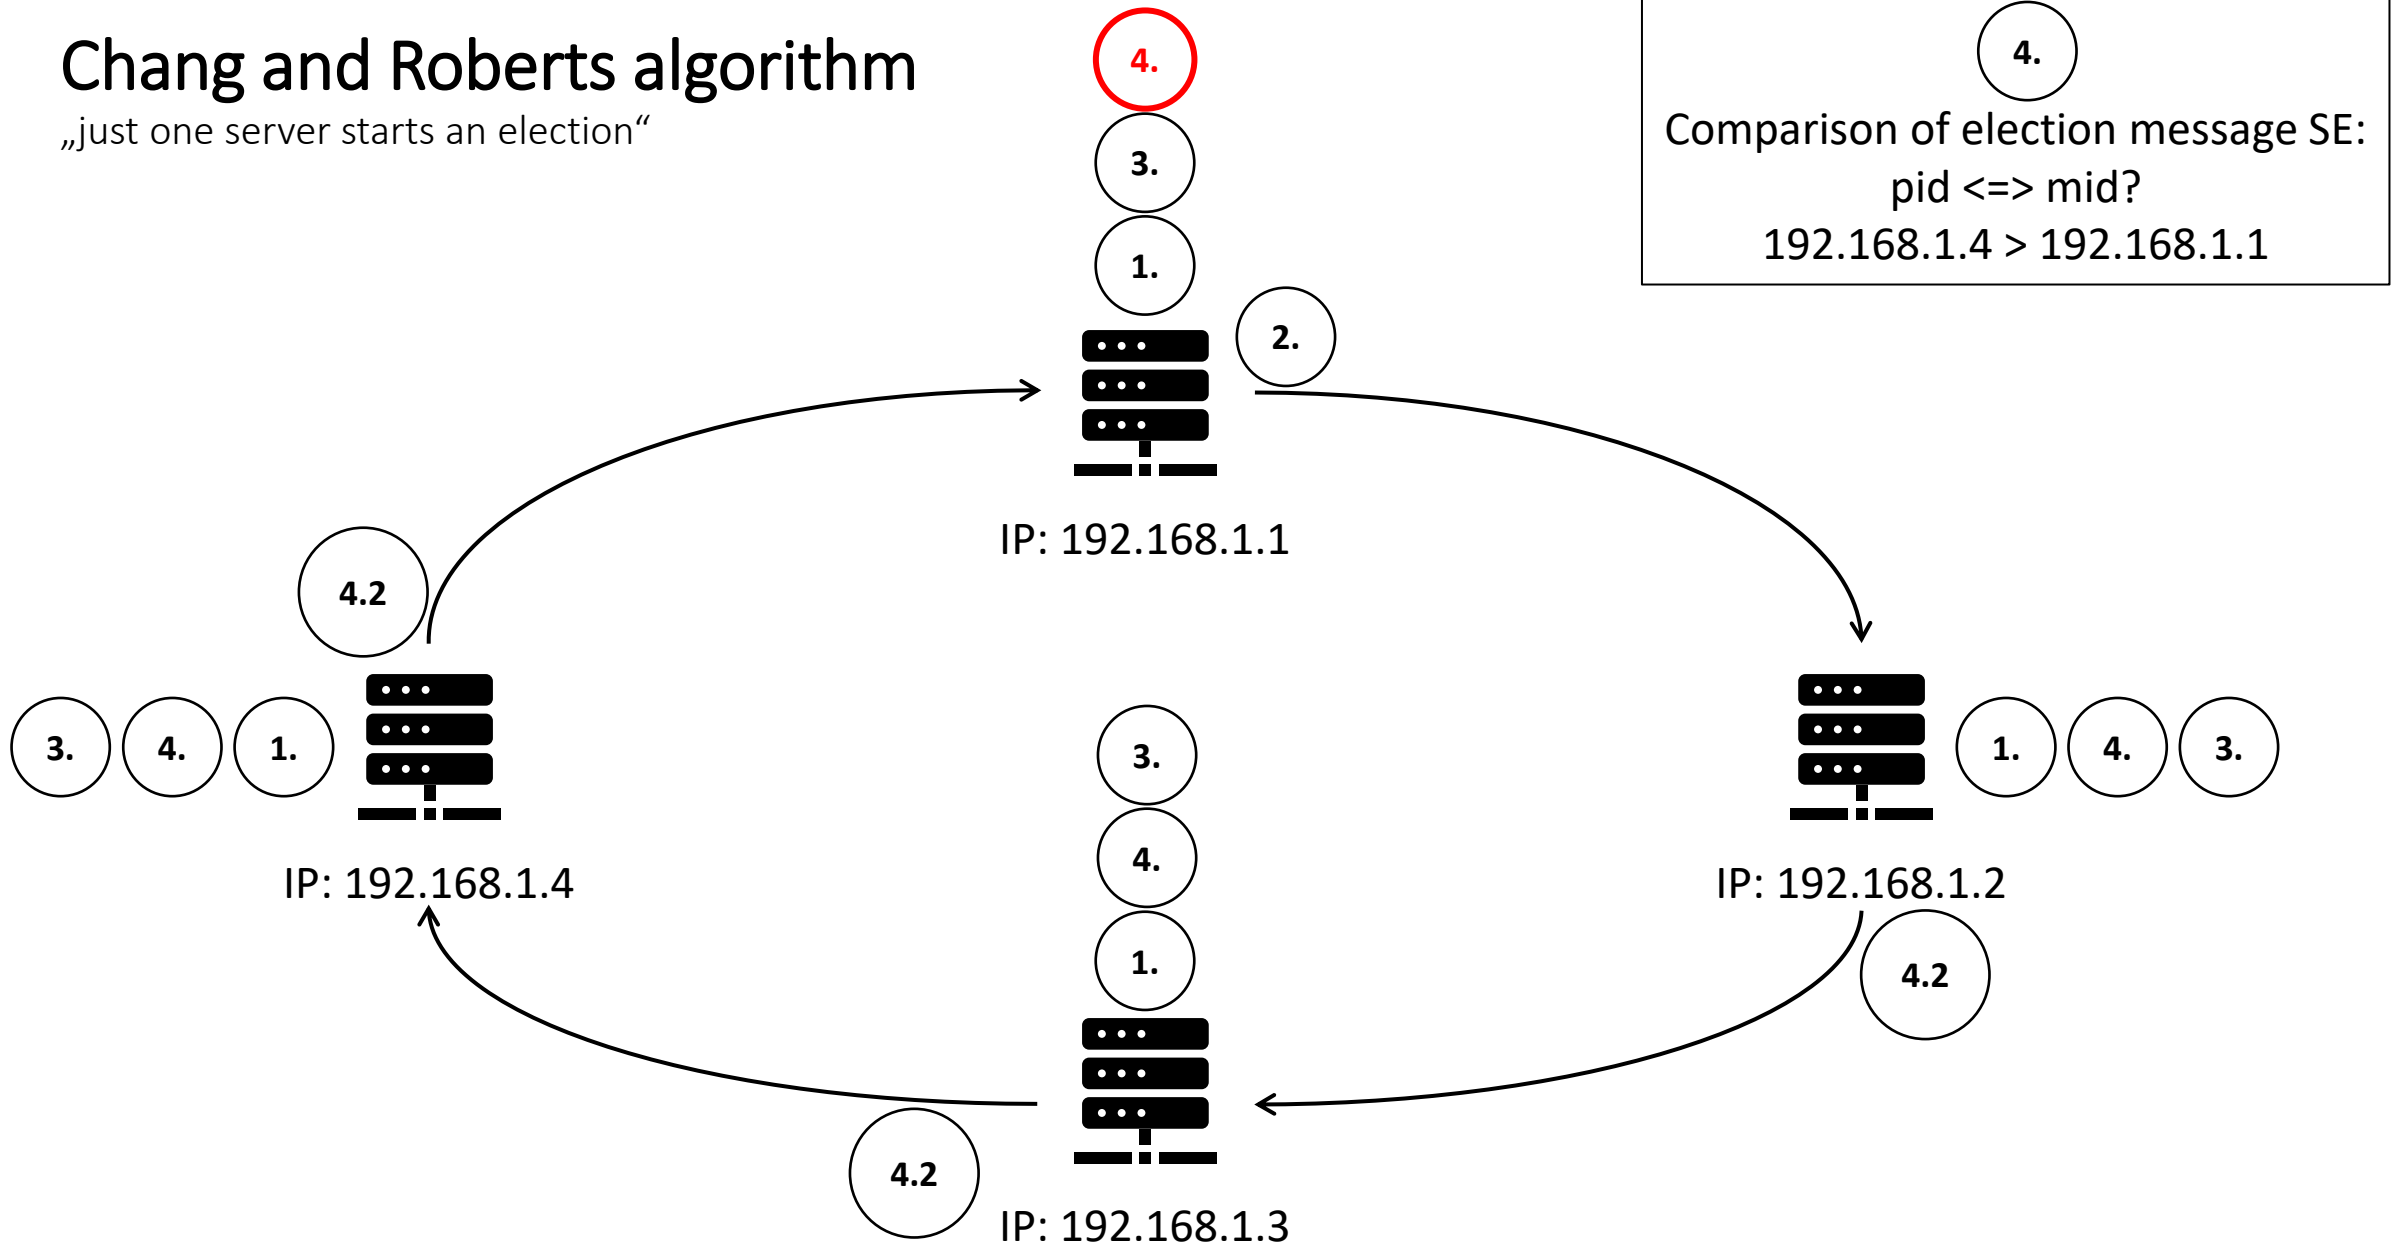 Chang and Roberts algorithm
„just one server starts an election“
4.
3.
1.
2.
4.
Comparison of election message SE:
pid <=> mid?
192.168.1.4 > 192.168.1.1
IP: 192.168.1.1
4.2
3. 4. 1.
IP: 192.168.1.4
1. 4. 3.
IP: 192.168.1.2
4.2
3.
4.
1.
4.2
IP: 192.168.1.3